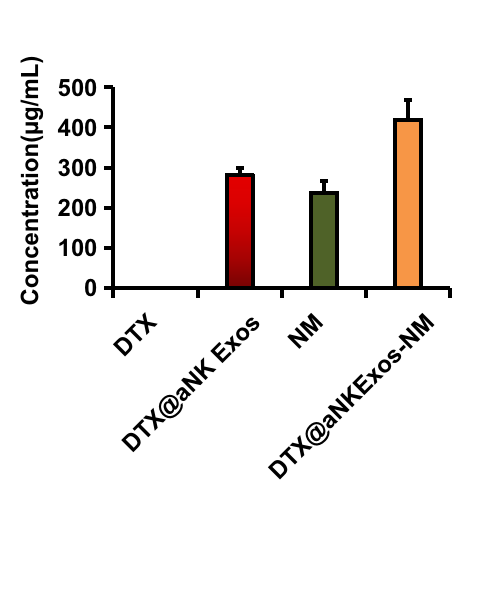 Concentration(µg/mL)
500
400
300
200
100
0
DTX
DTX@aNK Exos
NM
DTX@aNKExos-NM